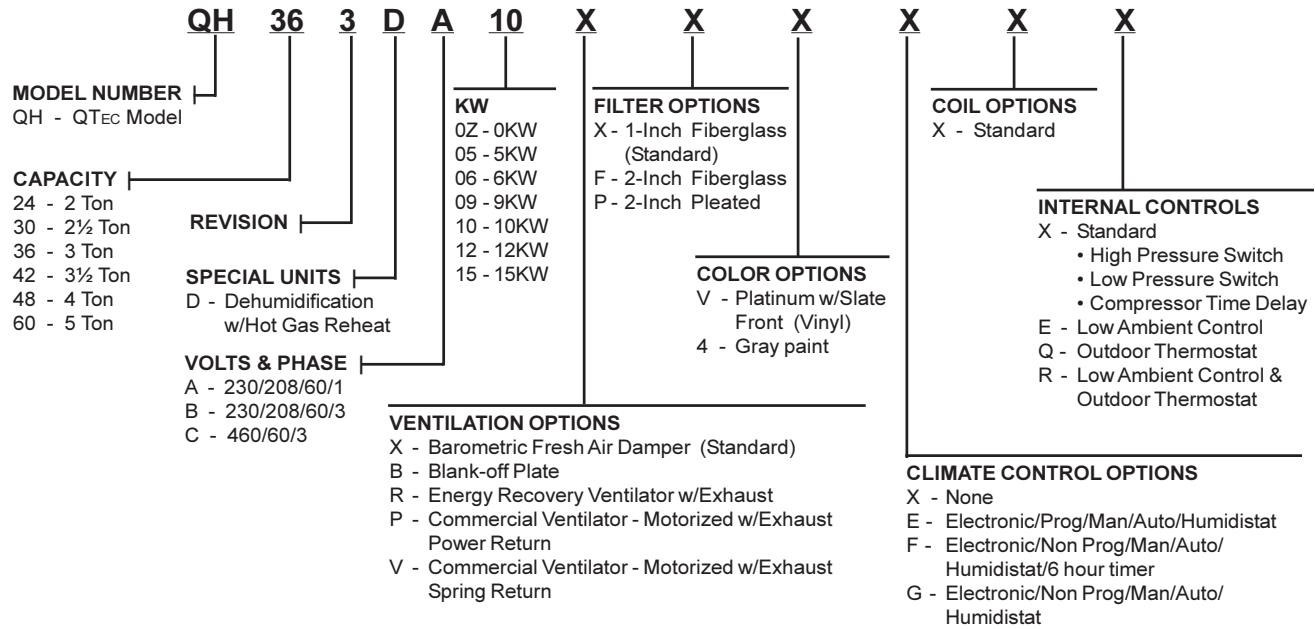 QH 36 3 D A 10 X X X X X X
MODEL NUMBER
QH - QTEC Model
CAPACITY
24 - 2 Ton
30 - 2½ Ton
36 - 3 Ton
42 - 3½ Ton
48 - 4 Ton
60 - 5 Ton
REVISION
SPECIAL UNITS
D - Dehumidification
w/Hot Gas Reheat
VOLTS & PHASE
A - 230/208/60/1
B - 230/208/60/3
C - 460/60/3
KW
0Z - 0KW
05 - 5KW
06 - 6KW
09 - 9KW
10 - 10KW
12 - 12KW
15 - 15KW
VENTILATION OPTIONS
X - Barometric Fresh Air Damper (Standard)
B - Blank-off Plate
R - Energy Recovery Ventilator w/Exhaust
P - Commercial Ventilator - Motorized w/Exhaust
Power Return
V - Commercial Ventilator - Motorized w/Exhaust
Spring Return
FILTER OPTIONS
X - 1-Inch Fiberglass
(Standard)
F - 2-Inch Fiberglass
P - 2-Inch Pleated
COLOR OPTIONS
V - Platinum w/Slate
Front (Vinyl)
4 - Gray paint
CLIMATE CONTROL OPTIONS
X - None
E - Electronic/Prog/Man/Auto/Humidistat
F - Electronic/Non Prog/Man/Auto/
Humidistat/6 hour timer
G - Electronic/Non Prog/Man/Auto/
Humidistat
COIL OPTIONS
X - Standard
INTERNAL CONTROLS
X - Standard
• High Pressure Switch
• Low Pressure Switch
• Compressor Time Delay
E - Low Ambient Control
Q - Outdoor Thermostat
R - Low Ambient Control &
Outdoor Thermostat